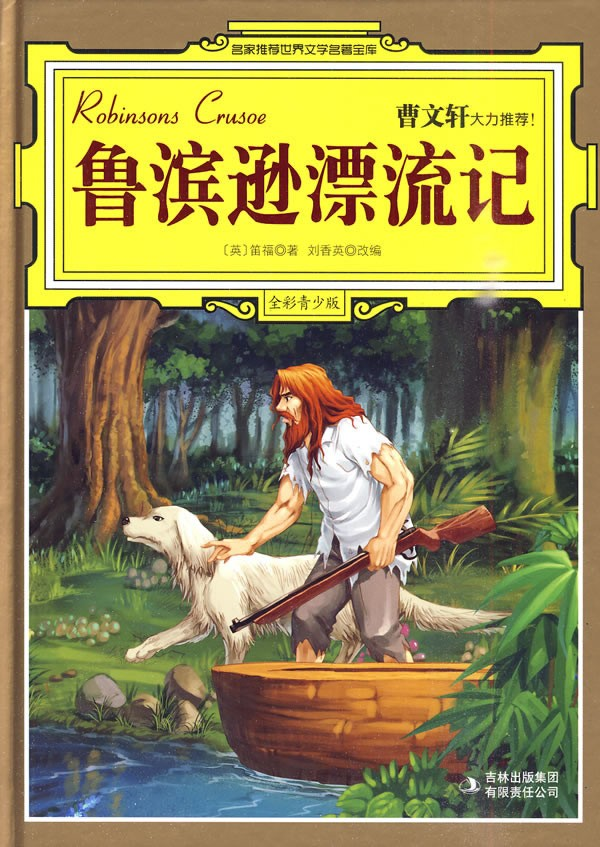 名家推荐世界文学名著宝库
Robinsons Crusoe
曹文轩大力推荐！
鲁滨逊漂流记
〔英〕笛福◎著 刘香英◎改编
全彩青少版
吉林出版集团
有限责任公司